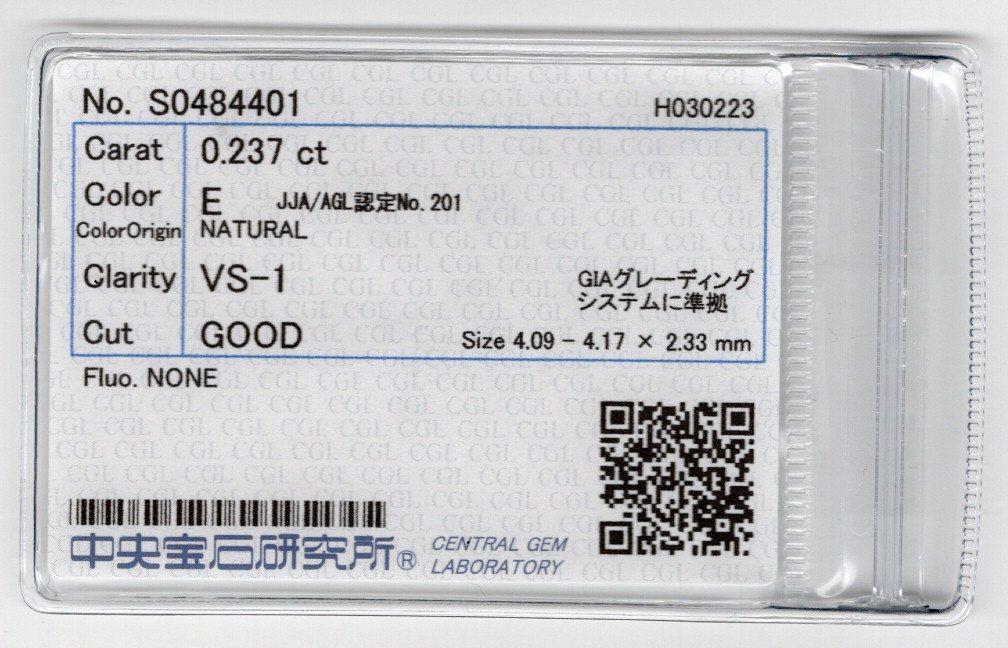 No. S0484401
H030223
Carat 0.237 ct
Color E JJA/AGL認定No. 201
ColorOrigin NATURAL
Clarity VS-1
GIAグレーディング
システムに準拠
Cut GOOD
Size 4.09 - 4.17 × 2.33 mm
Fluo. NONE
中央宝石研究所® CENTRAL GEM
LABORATORY